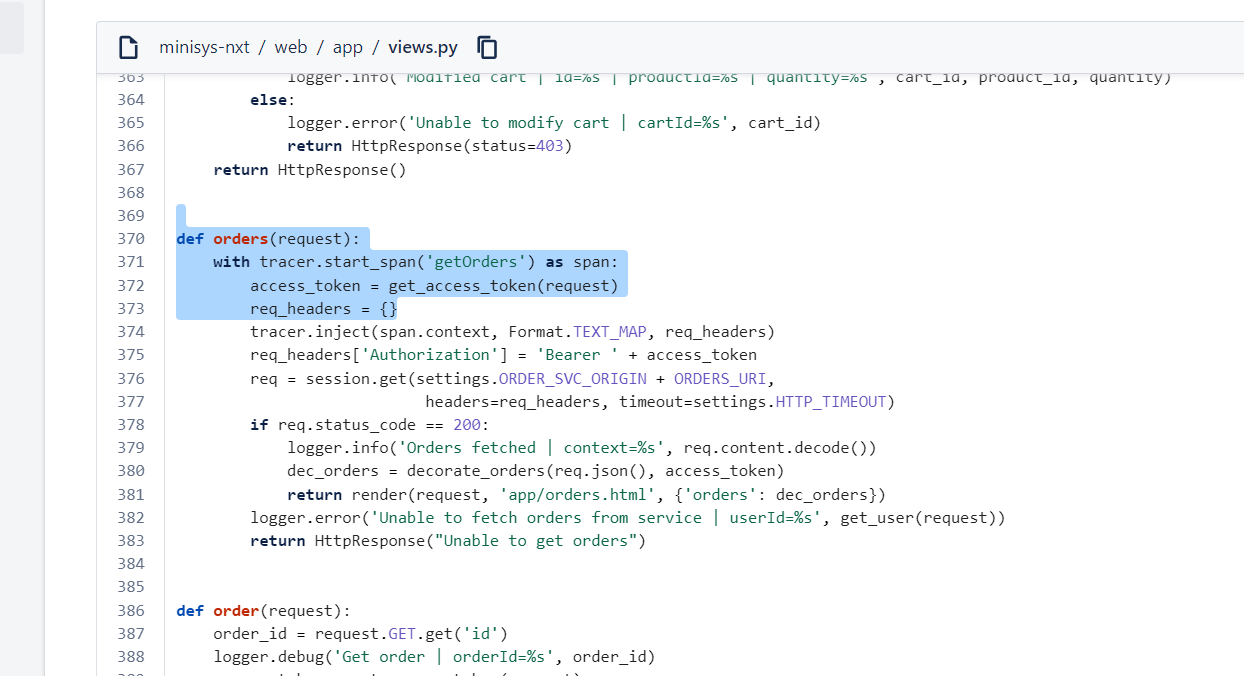 minisys-nxt / web / app / views.py
363 logger.info('Modified cart | id=%s | productId=%s | quantity=%s', cart_id, product_id, quantity)
364 else:
365 logger.error('Unable to modify cart | cartId=%s', cart_id)
366 return HttpResponse(status=403)
367 return HttpResponse()
368
369
370 def orders(request):
371 with tracer.start_span('getOrders') as span:
372 access_token = get_access_token(request)
373 req_headers = {}
374 tracer.inject(span.context, Format.TEXT_MAP, req_headers)
375 req_headers['Authorization'] = 'Bearer ' + access_token
376 req = session.get(settings.ORDER_SVC_ORIGIN + ORDERS_URI,
377 headers=req_headers, timeout=settings.HTTP_TIMEOUT)
378 if req.status_code == 200:
379 logger.info('Orders fetched | context=%s', req.content.decode())
380 dec_orders = decorate_orders(req.json(), access_token)
381 return render(request, 'app/orders.html', {'orders': dec_orders})
382 logger.error('Unable to fetch orders from service | userId=%s', get_user(request))
383 return HttpResponse("Unable to get orders")
384
385
386 def order(request):
387 order_id = request.GET.get('id')
388 logger.debug('Get order | orderId=%s', order_id)